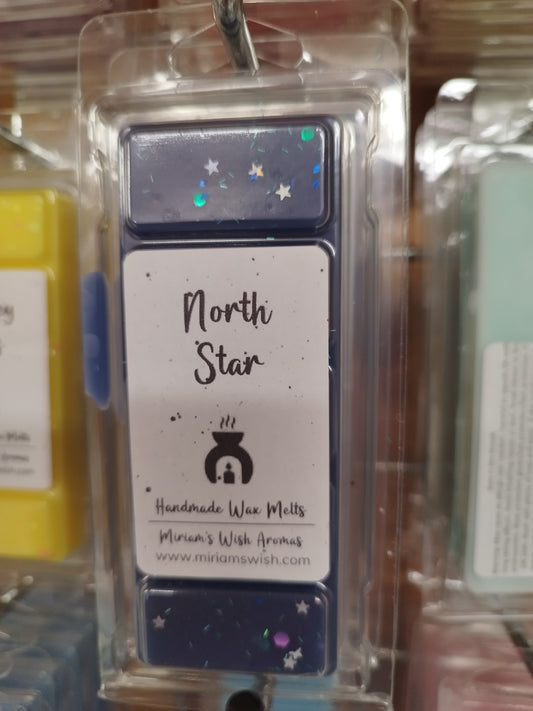 North
Star
Handmade Wax Melts
Miriam's Wish Aromas
www.miriamswish.com